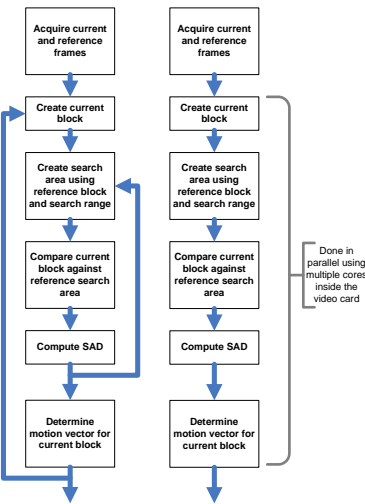 Acquire current
and reference
frames
Create current
block
Create search
area using
reference block
and search range
Compare current
block against
reference search
area
Compute SAD
Determine
motion vector for
current block
Acquire current
and reference
frames
Create current
block
Create search
area using
reference block
and search range
Compare current
block against
reference search
area
Compute SAD
Determine
motion vector for
current block
Done in
parallel using
multiple cores
inside the
video card